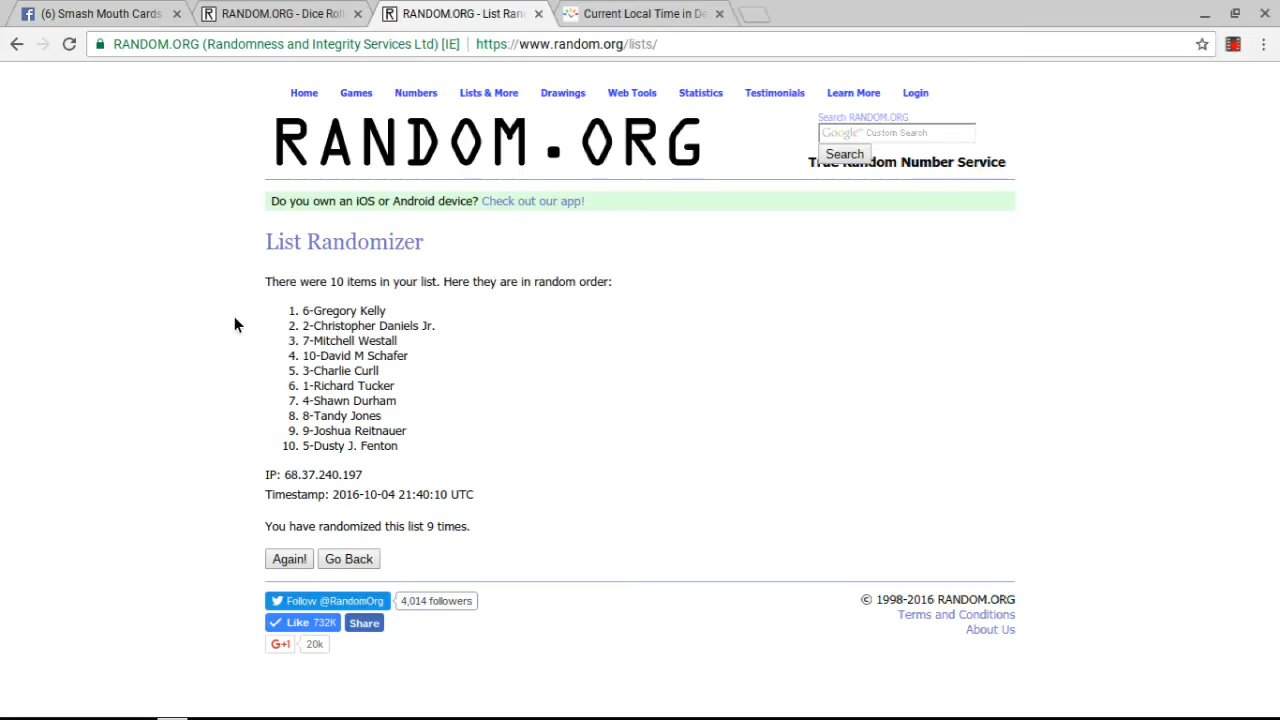 (6) Smash Mouth Cards
RANDOM.ORG - Dice Roll
RANDOM.ORG - List Ran
Current Local Time in De
RANDOM.ORG (Randomness and Integrity Services Ltd) [IE] https://www.random.org/lists/
Home Games Numbers Lists & More Drawings Web Tools Statistics Testimonials Learn More Login
RANDOM.ORG
Search RANDOM.ORG
Google™ Custom Search
Search
True Random Number Service
Do you own an iOS or Android device? Check out our app!
List Randomizer
There were 10 items in your list. Here they are in random order:
1. 6-Gregory Kelly
2. 2-Christopher Daniels Jr.
3. 7-Mitchell Westall
4. 10-David M Schafer
5. 3-Charlie Curll
6. 1-Richard Tucker
7. 4-Shawn Durham
8. 8-Tandy Jones
9. 9-Joshua Reitnauer
10. 5-Dusty J. Fenton
IP: 68.37.240.197
Timestamp: 2016-10-04 21:40:10 UTC
You have randomized this list 9 times.
Again! Go Back
Follow @RandomOrg 4,014 followers
Like 732K Share
G+1 20k
© 1998-2016 RANDOM.ORG
Terms and Conditions
About Us